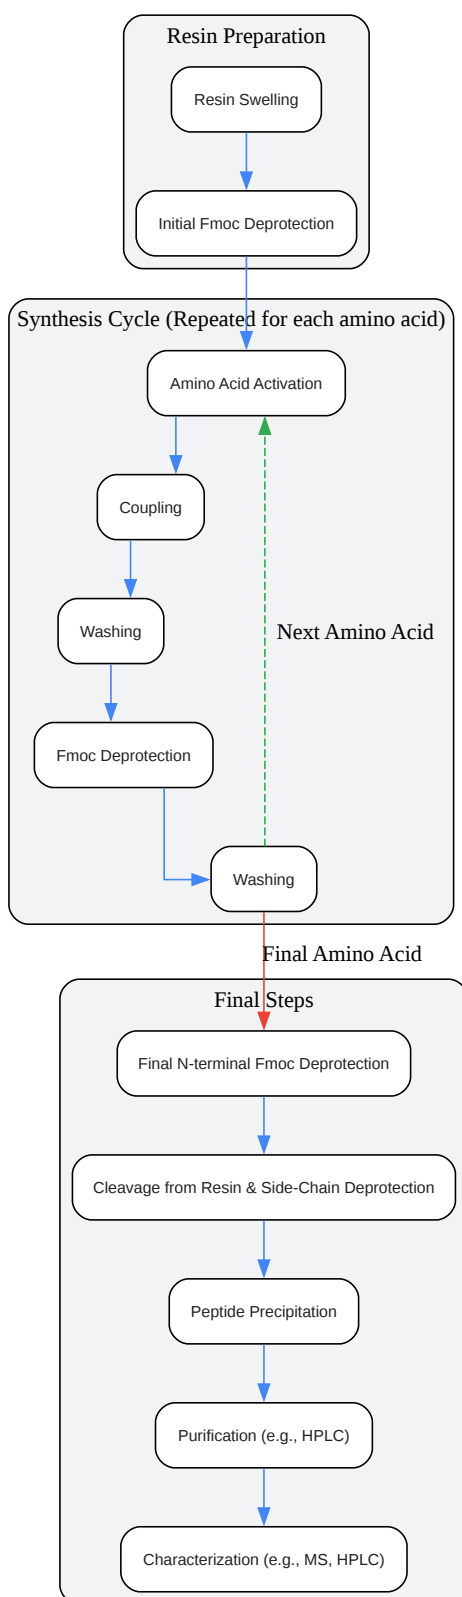 Resin Preparation
Resin Swelling
Initial Fmoc Deprotection
Synthesis Cycle (Repeated for each amino acid)
Amino Acid Activation
Coupling
Next Amino Acid
Washing
Fmoc Deprotection
Washing
Final Amino Acid
Final Steps
Final N-terminal Fmoc Deprotection
Cleavage from Resin & Side-Chain Deprotection
Peptide Precipitation
Purification (e.g., HPLC)
Characterization (e.g., MS, HPLC)